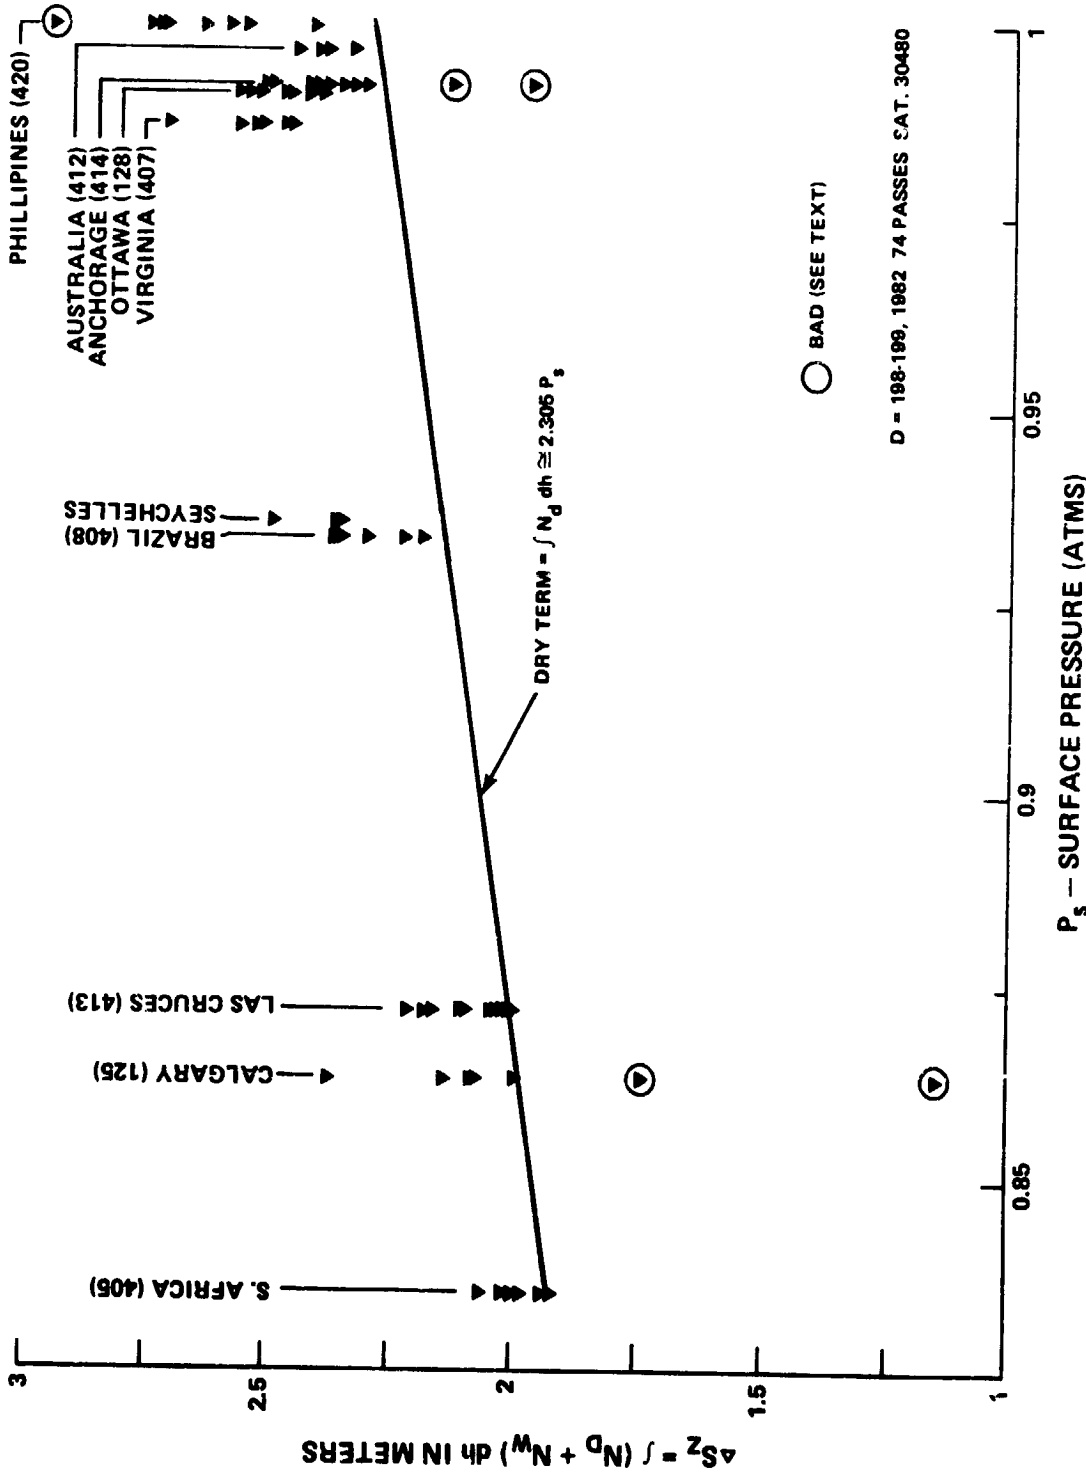 PHILLIPINES (420)
AUSTRALIA (412)
ANCHORAGE (414)
OTTAWA (128)
VIRGINIA (407)
SEYCHELLES
BRAZIL (408)
LAS CRUCES (413)
CALGARY (125)
S. AFRICA (405)
DRY TERM = ∫ N_d dh ≅ 2.305 P_s
BAD (SEE TEXT)
D = 198-199, 1982 74 PASSES SAT. 30480
3
2.5
2
1.5
1
ΔS_Z = ∫ (N_D + N_W) dh IN METERS
0.85
0.9
0.95
1
P_s — SURFACE PRESSURE (ATMS)